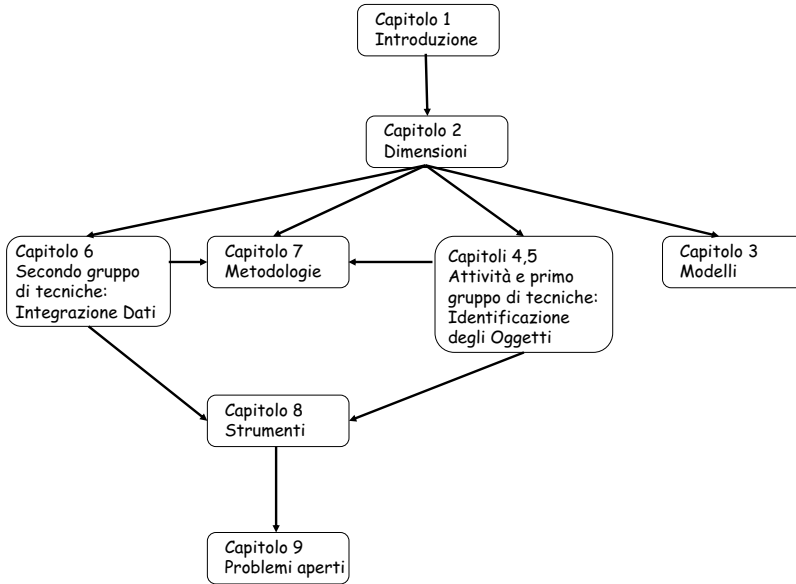 Capitolo 1
Introduzione
Capitolo 2
Dimensioni
Capitolo 6
Secondo gruppo
di tecniche:
Integrazione Dati
Capitolo 7
Metodologie
Capitoli 4,5
Attività e primo
gruppo di tecniche:
Identificazione
degli Oggetti
Capitolo 3
Modelli
Capitolo 8
Strumenti
Capitolo 9
Problemi aperti